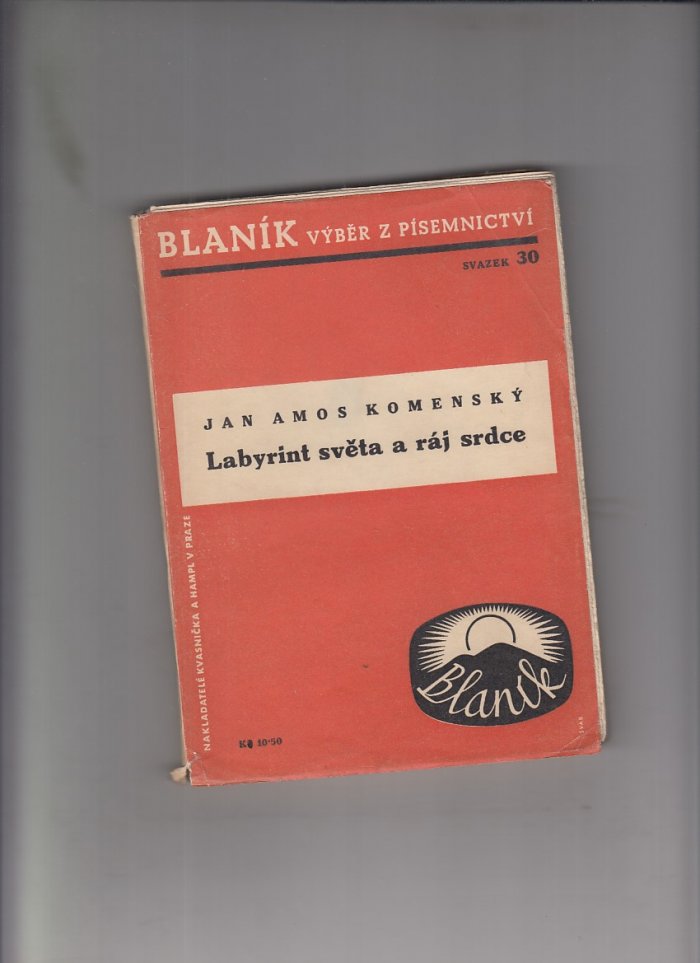 BLANÍK VÝBĚR Z PÍSEMNICTVÍ
SVAZEK 30
JAN AMOS KOMENSKÝ
Labyrint světa a ráj srdce
NAKLADATELÉ KVASNIČKA A HAMPL V PRAZE
Blaník
K 10·50